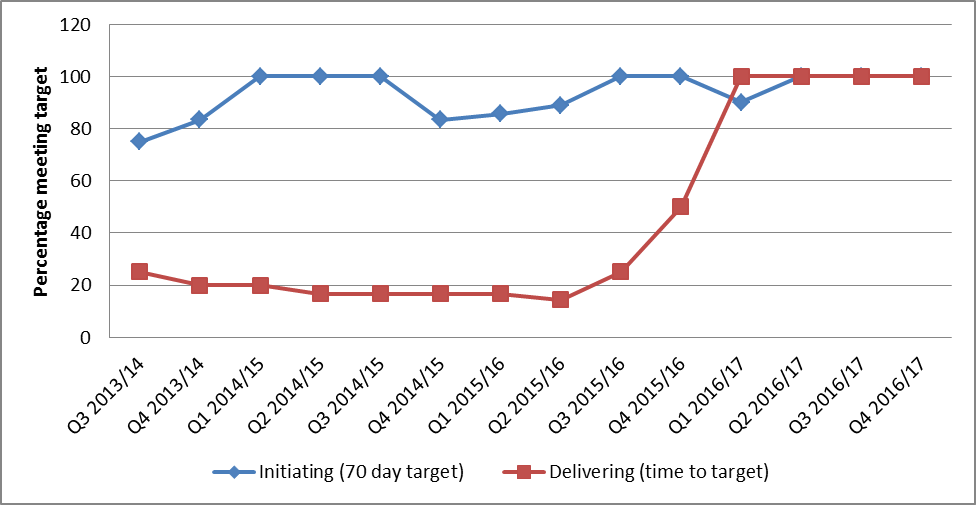 120
100
80
60
40
20
0
Percentage meeting target
Q3 2013/14
Q4 2013/14
Q1 2014/15
Q2 2014/15
Q3 2014/15
Q4 2014/15
Q1 2015/16
Q2 2015/16
Q3 2015/16
Q4 2015/16
Q1 2016/17
Q2 2016/17
Q3 2016/17
Q4 2016/17
Initiating (70 day target)
Delivering (time to target)